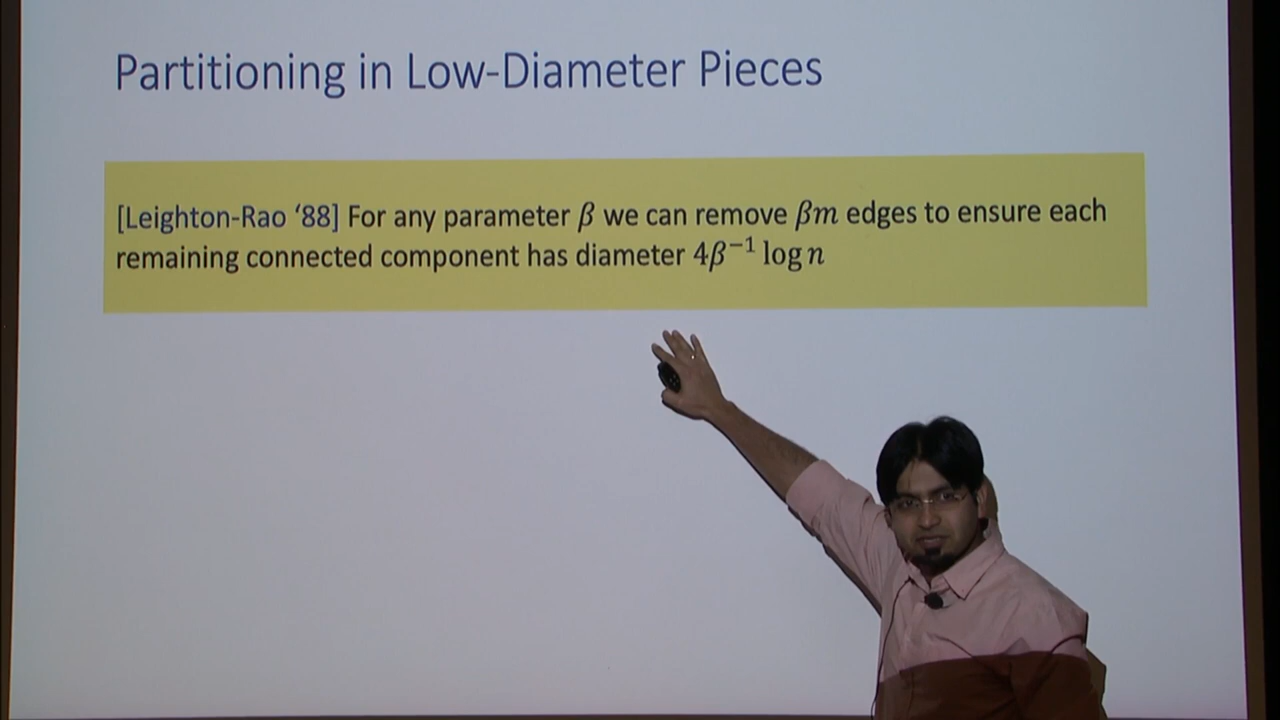 Partitioning in Low-Diameter Pieces
[Leighton-Rao ‘88] For any parameter β we can remove βm edges to ensure each
remaining connected component has diameter 4β⁻¹ log n